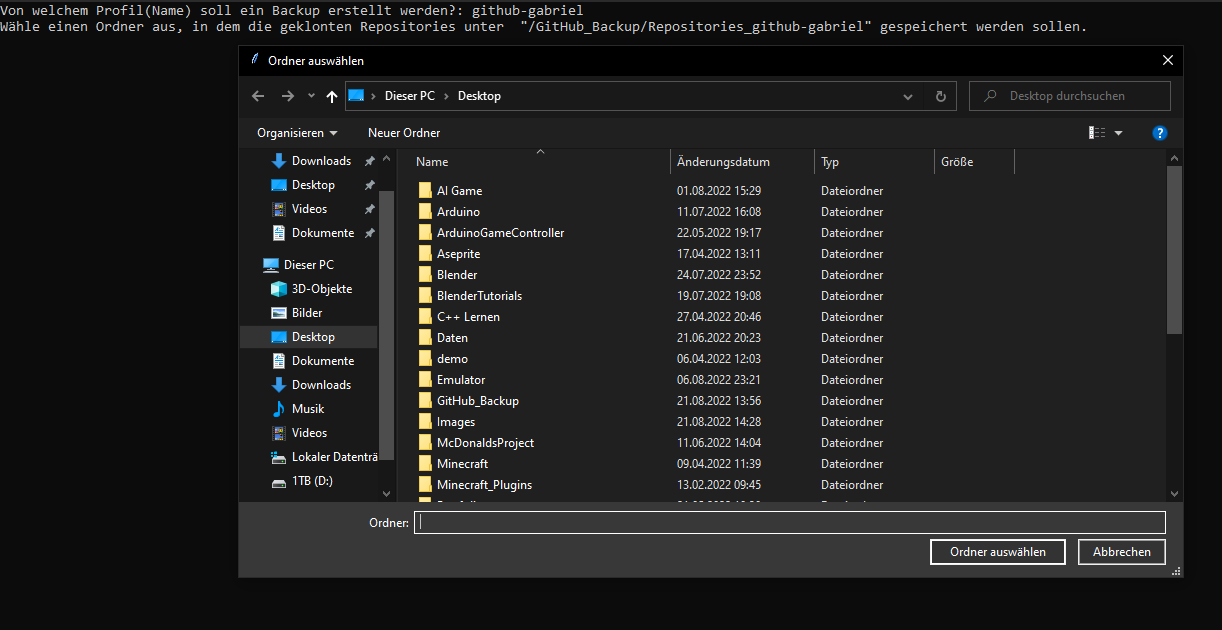 Von welchem Profil(Name) soll ein Backup erstellt werden?: github-gabriel
Wähle einen Ordner aus, in dem die geklonten Repositories unter  "/GitHub_Backup/Repositories_github-gabriel" gespeichert werden sollen.
Ordner auswählen
Dieser PC Desktop
Desktop durchsuchen
Organisieren Neuer Ordner
Downloads
Desktop
Videos
Dokumente
Dieser PC
3D-Objekte
Bilder
Desktop
Dokumente
Downloads
Musik
Videos
Lokaler Datenträ
1TB (D:)
Name Änderungsdatum Typ Größe
AI Game 01.08.2022 15:29 Dateiordner
Arduino 11.07.2022 16:08 Dateiordner
ArduinoGameController 22.05.2022 19:17 Dateiordner
Aseprite 17.04.2022 13:11 Dateiordner
Blender 24.07.2022 23:52 Dateiordner
BlenderTutorials 19.07.2022 19:08 Dateiordner
C++ Lernen 27.04.2022 20:46 Dateiordner
Daten 21.06.2022 20:23 Dateiordner
demo 06.04.2022 12:03 Dateiordner
Emulator 06.08.2022 23:21 Dateiordner
GitHub_Backup 21.08.2022 13:56 Dateiordner
Images 21.08.2022 14:28 Dateiordner
McDonaldsProject 11.06.2022 14:04 Dateiordner
Minecraft 09.04.2022 11:39 Dateiordner
Minecraft_Plugins 13.02.2022 09:45 Dateiordner
Ordner:
Ordner auswählen Abbrechen